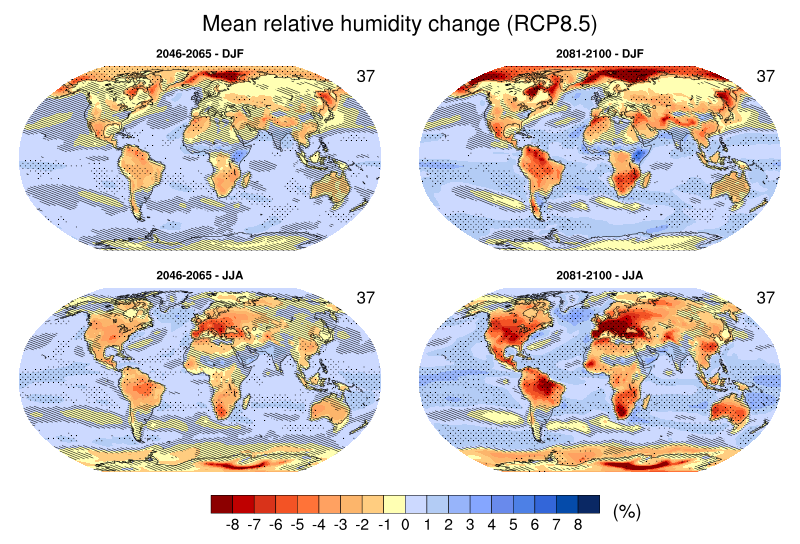 Mean relative humidity change (RCP8.5)
2046-2065 - DJF
2081-2100 - DJF
37
37
2046-2065 - JJA
2081-2100 - JJA
37
37
-8 -7 -6 -5 -4 -3 -2 -1 0 1 2 3 4 5 6 7 8 (%)